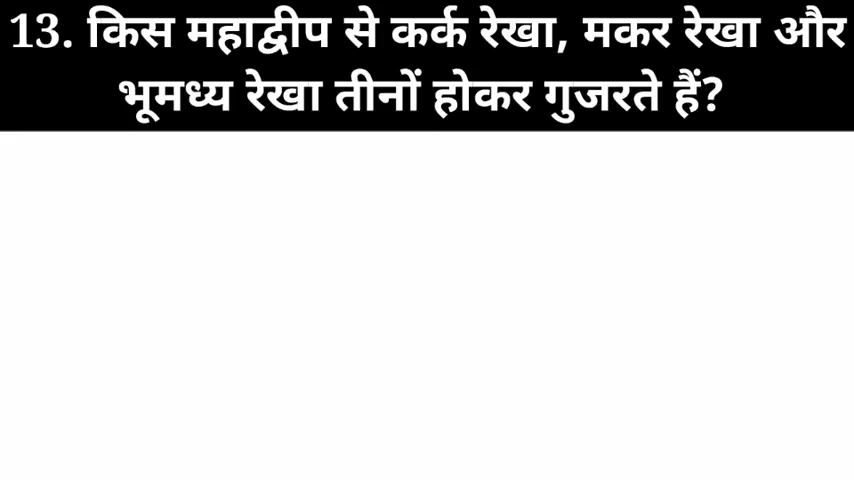 13. किस महाद्वीप से कर्क रेखा, मकर रेखा और
भूमध्य रेखा तीनों होकर गुजरते हैं?